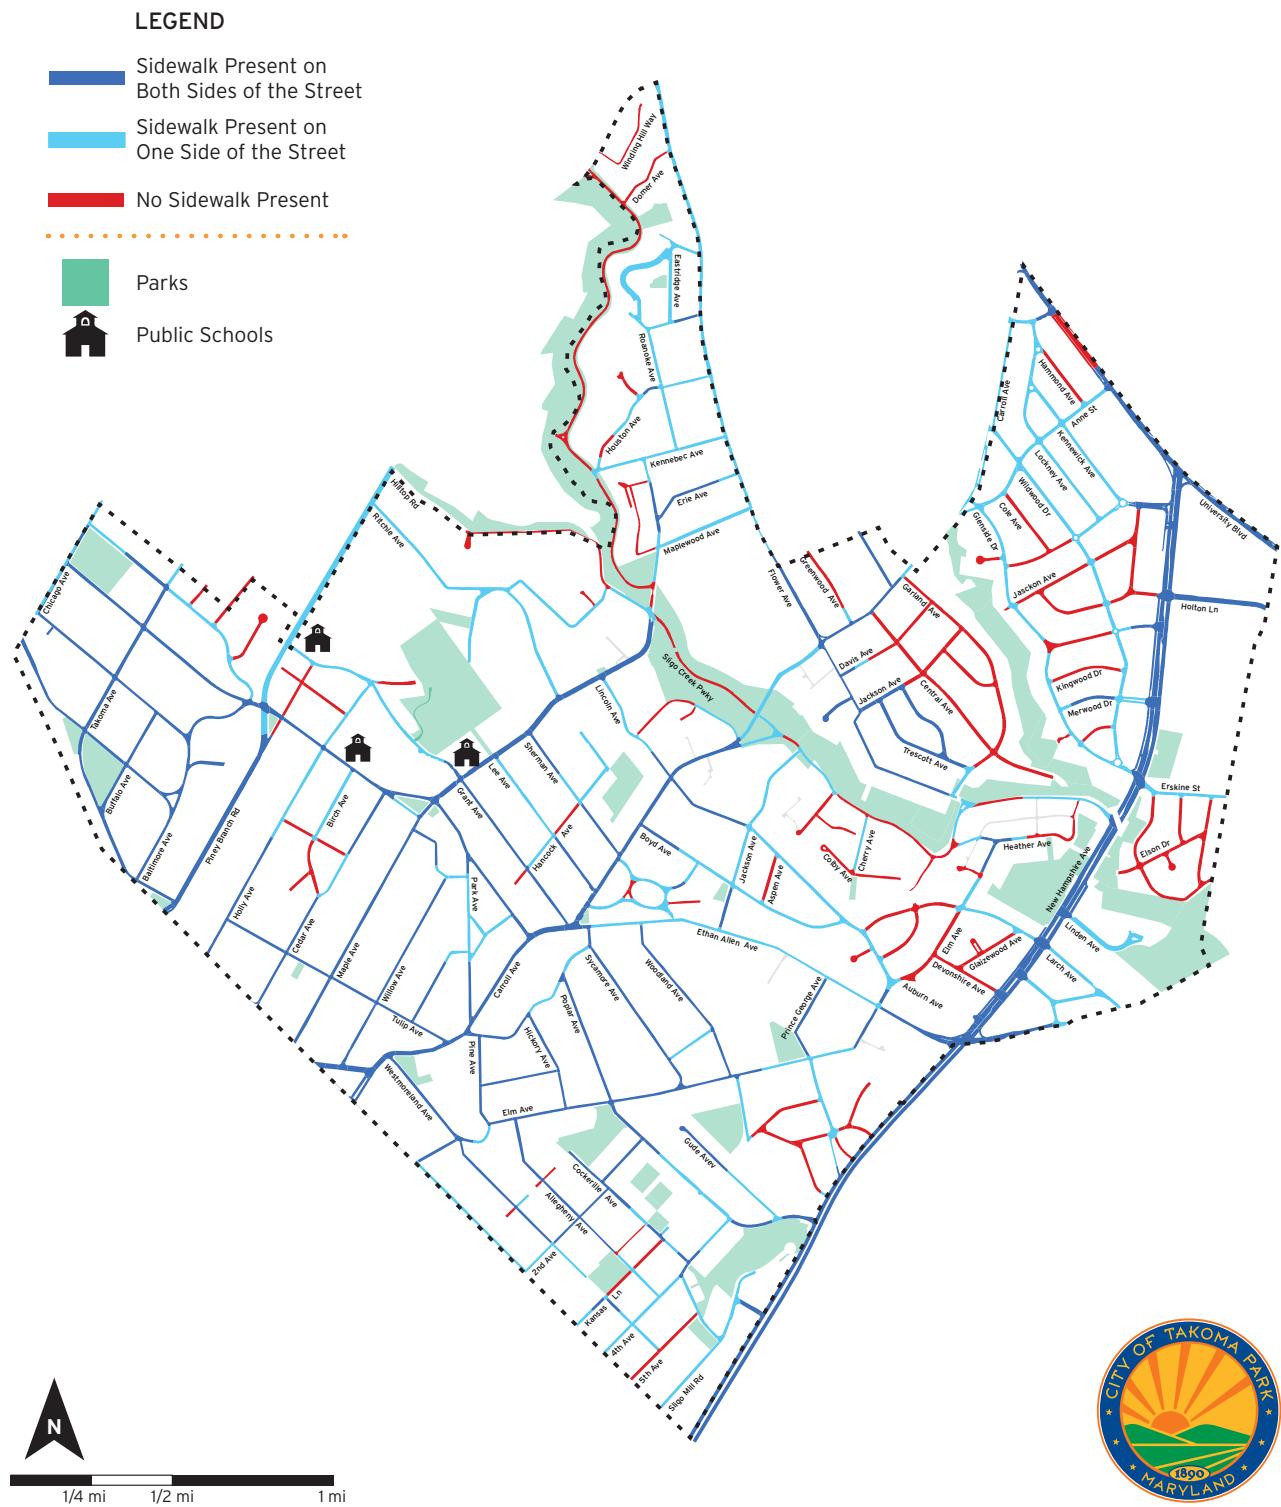 LEGEND
Sidewalk Present on
Both Sides of the Street
Sidewalk Present on
One Side of the Street
No Sidewalk Present
Parks
Public Schools
Winding Hill Way
Domer Ave
Eastridge Ave
Roanoke Ave
Houston Ave
Kennebec Ave
Erie Ave
Maplewood Ave
Hilltop Rd
Ritchie Ave
Carroll Ave
Hammond Ave
Anne St
Kennewick Ave
Lockney Ave
Wildwood Dr
Cole Ave
Glenside Dr
University Blvd
Jasckon Ave
Holton Ln
Kingwood Dr
Merwood Dr
Erskine St
Elson Dr
Flower Ave
Greenwood Ave
Garland Ave
Davis Ave
Jackson Ave
Central Ave
Trescott Ave
Sligo Creek Pwky
Chicago Ave
Takoma Ave
Buffalo Ave
Baltimore Ave
Piney Branch Rd
Birch Ave
Holly Ave
Cedar Ave
Maple Ave
Willow Ave
Tulip Ave
Park Ave
Grant Ave
Lee Ave
Sherman Ave
Lincoln Ave
Hancock Ave
Boyd Ave
Jackson Ave
Aspen Ave
Colby Ave
Cherry Ave
Heather Ave
New Hampshire Ave
Linden Ave
Larch Ave
Elm Ave
Glaizewood Ave
Devonshire Ave
Auburn Ave
Ethan Allen Ave
Prince George Ave
Woodland Ave
Sycamore Ave
Poplar Ave
Hickory Ave
Carroll Ave
Pine Ave
Westmoreland Ave
Elm Ave
Gude Avev
Cockerille Ave
Allegheny Ave
2nd Ave
Kansas Ln
4th Ave
5th Ave
Sligo Mill Rd
N
1/4 mi 1/2 mi 1 mi
CITY OF TAKOMA PARK
1890
MARYLAND